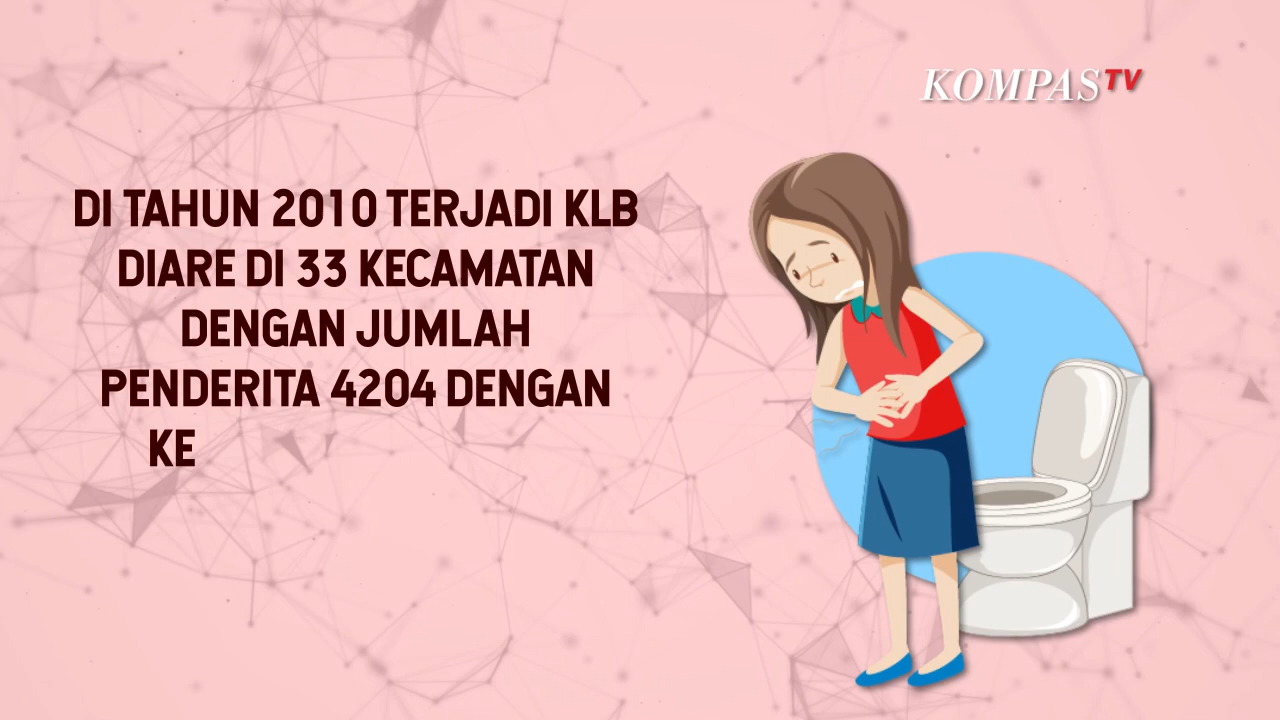 KOMPASTV
DI TAHUN 2010 TERJADI KLB
DIARE DI 33 KECAMATAN
DENGAN JUMLAH
PENDERITA 4204 DENGAN
KE